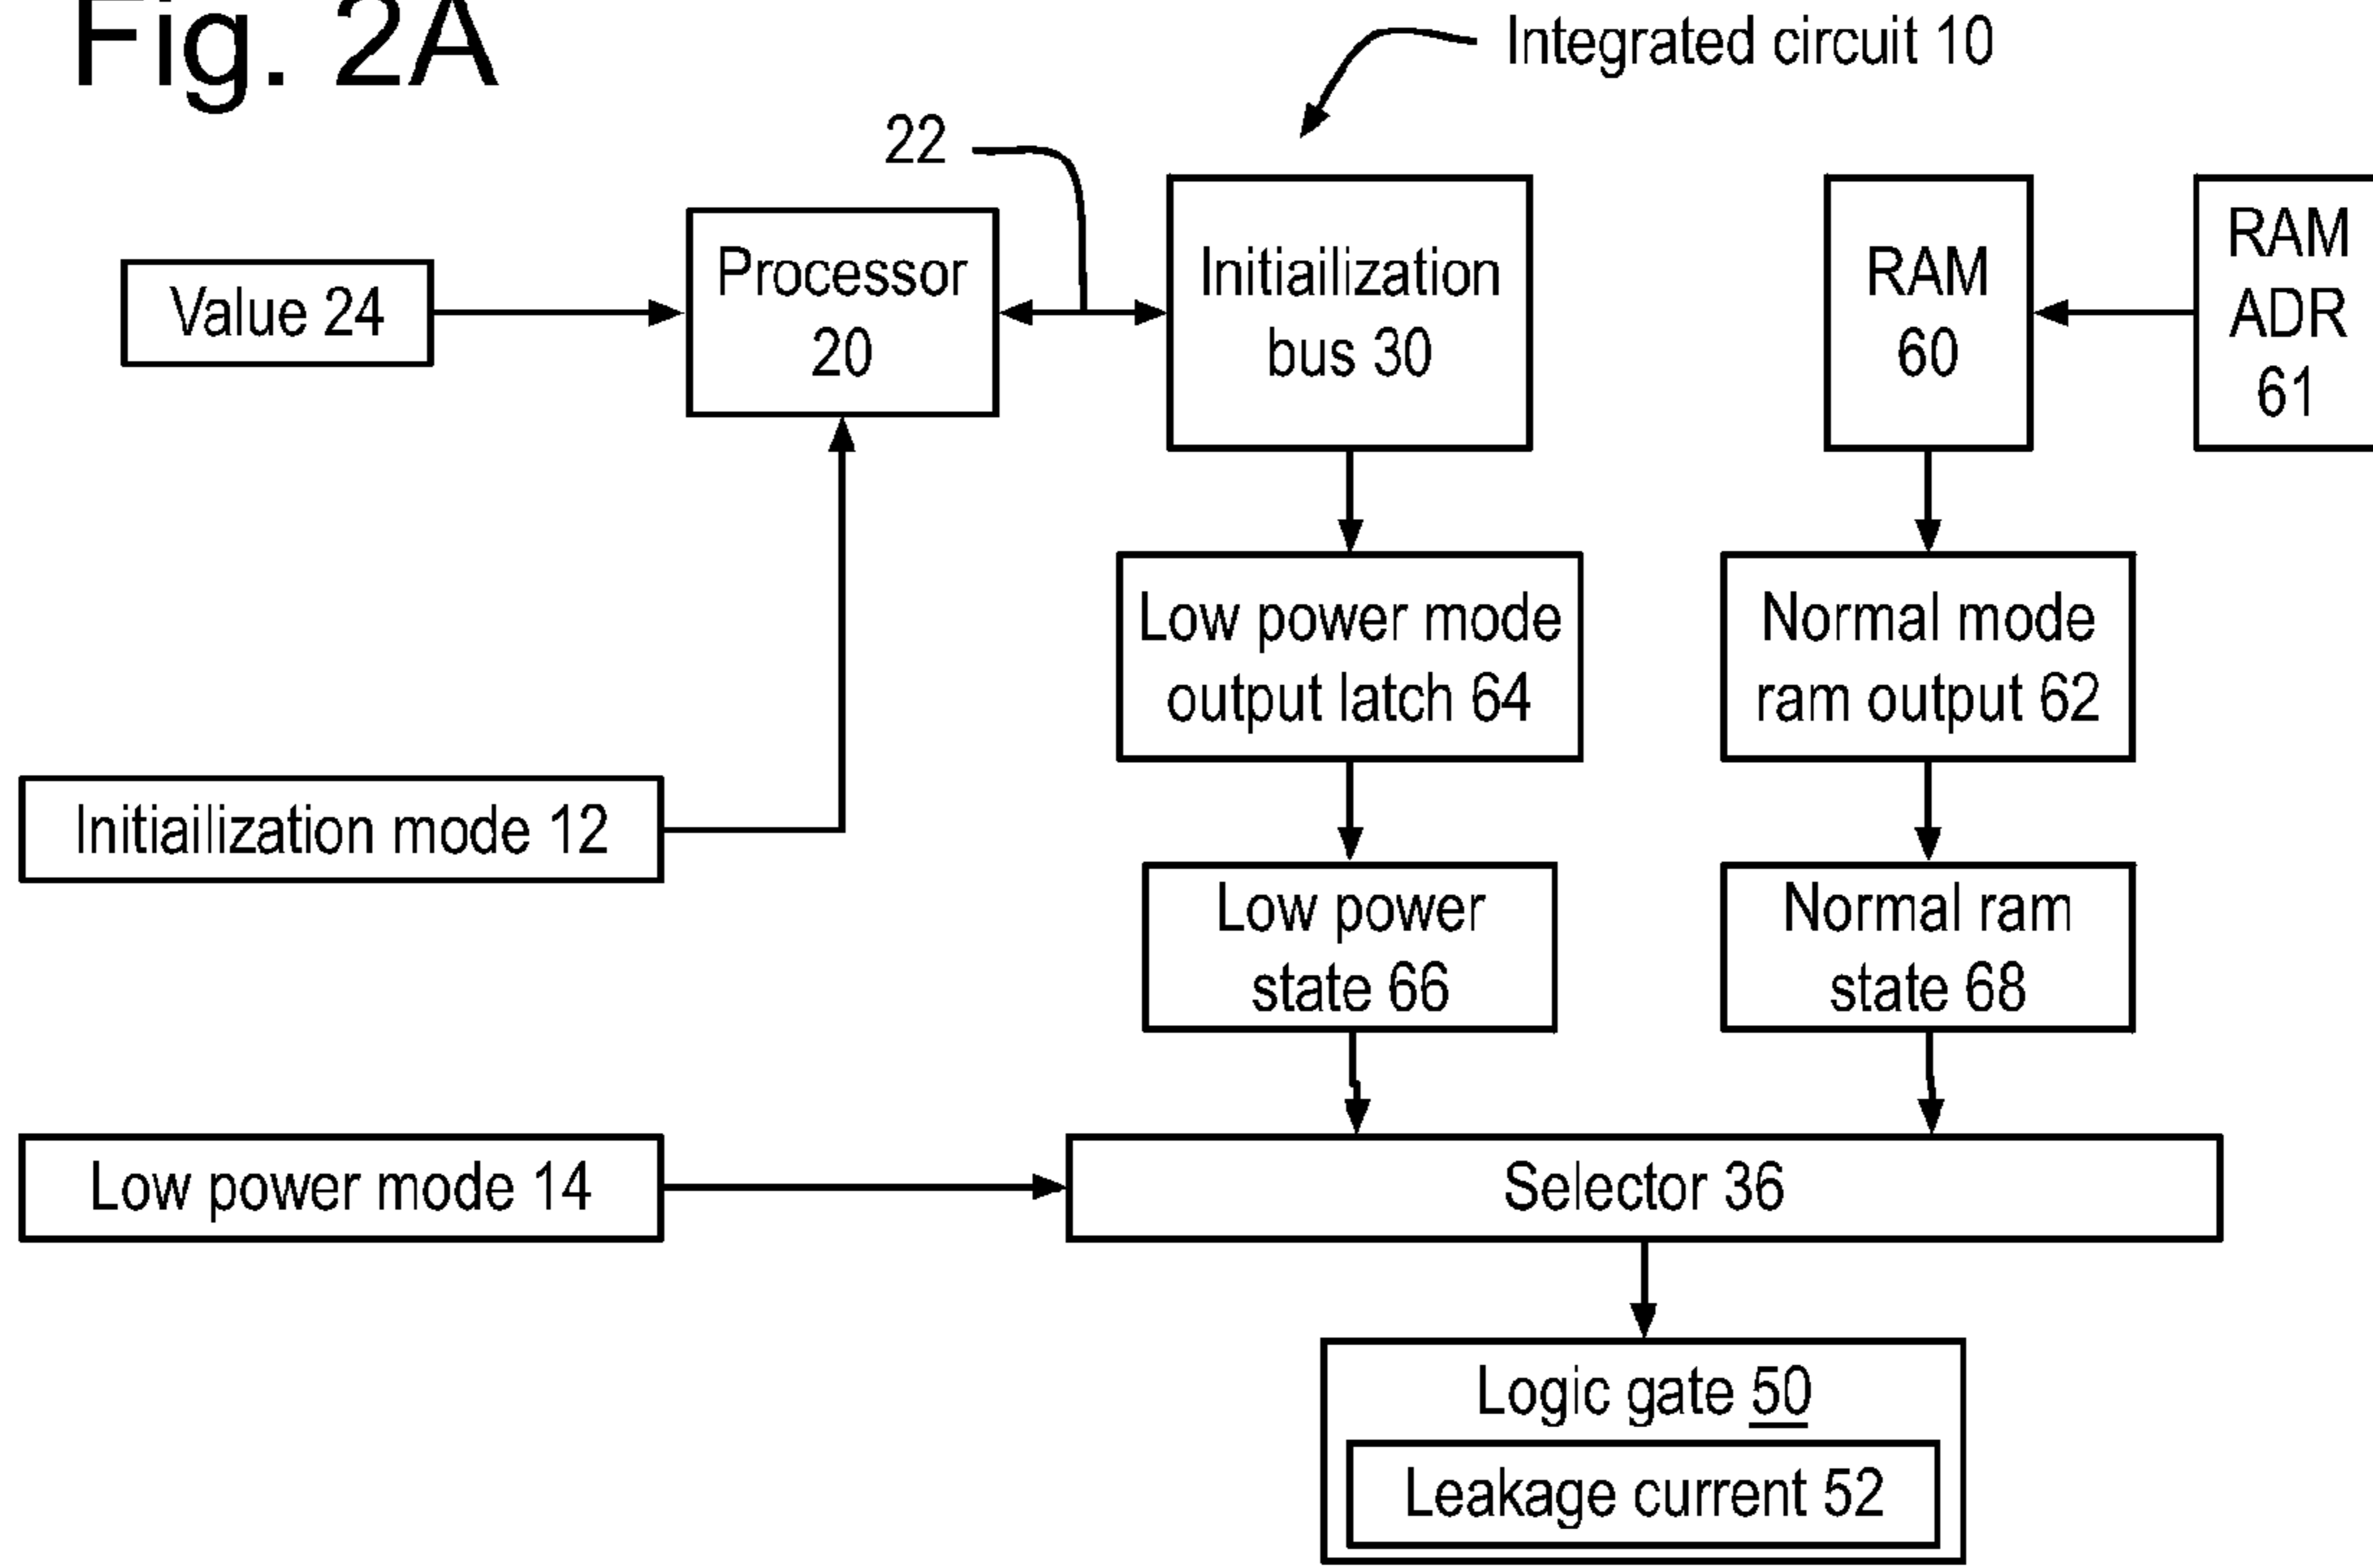 Fig. 2A
Integrated circuit 10
22
Value 24
Processor
20
Initiailization
bus 30
RAM
60
RAM
ADR
61
Low power mode
output latch 64
Normal mode
ram output 62
Initiailization mode 12
Low power
state 66
Normal ram
state 68
Low power mode 14
Selector 36
Logic gate 50
Leakage current 52